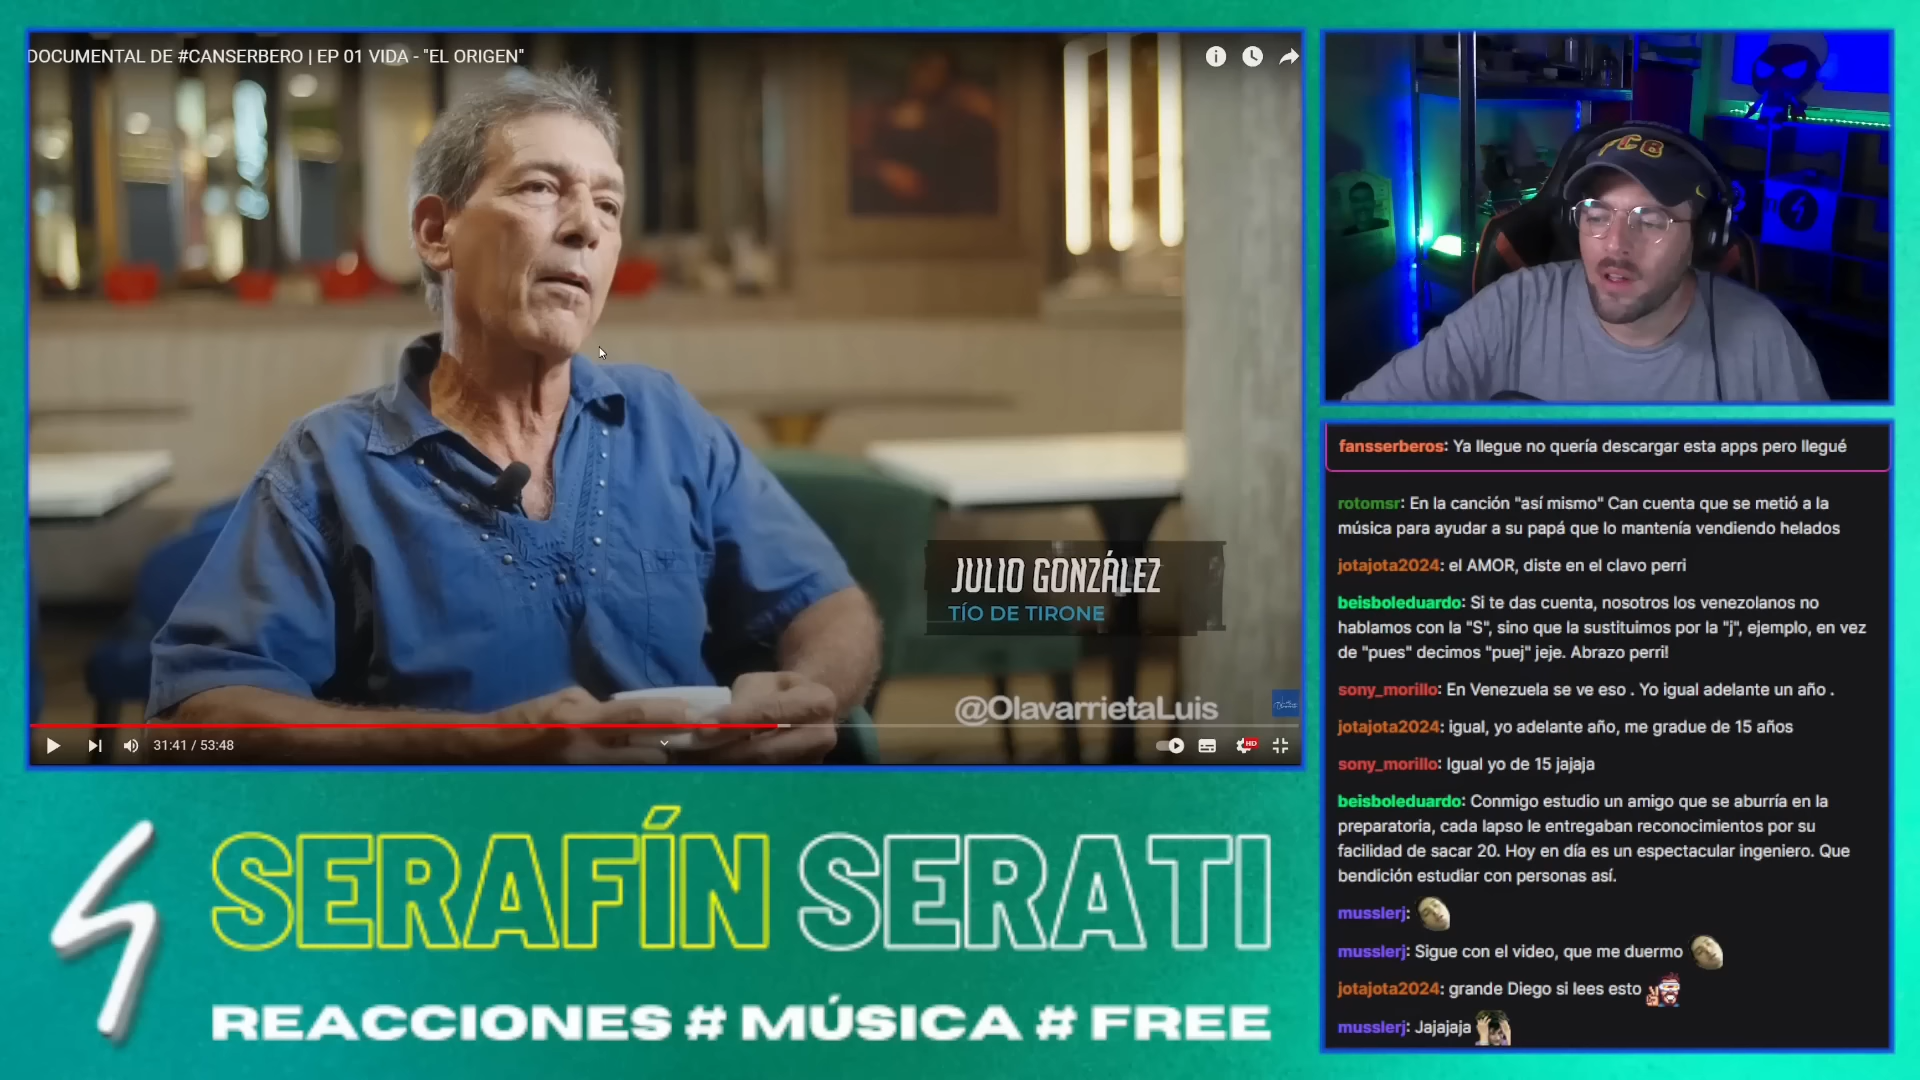 DOCUMENTAL DE #CANSERBERO | EP 01 VIDA - "EL ORIGEN"
FCB
JULIO GONZÁLEZ
TÍO DE TIRONE
@OlavarrietaLuis
31:41 / 53:48
HD
fansserberos: Ya llegue no quería descargar esta apps pero llegué
rotomsr: En la canción "así mismo" Can cuenta que se metió a la
música para ayudar a su papá que lo mantenía vendiendo helados
jotajota2024: el AMOR, diste en el clavo perri
beisboleduardo: Si te das cuenta, nosotros los venezolanos no
hablamos con la "S", sino que la sustituimos por la "j", ejemplo, en vez
de "pues" decimos "puej" jeje. Abrazo perri!
sony_morillo: En Venezuela se ve eso . Yo igual adelante un año .
jotajota2024: igual, yo adelante año, me gradue de 15 años
sony_morillo: Igual yo de 15 jajaja
beisboleduardo: Conmigo estudio un amigo que se aburría en la
preparatoria, cada lapso le entregaban reconocimientos por su
facilidad de sacar 20. Hoy en día es un espectacular ingeniero. Que
bendición estudiar con personas así.
musslerj:
musslerj: Sigue con el video, que me duermo
jotajota2024: grande Diego si lees esto
musslerj: Jajajaja
SERAFÍN SERATI
REACCIONES # MÚSICA # FREE